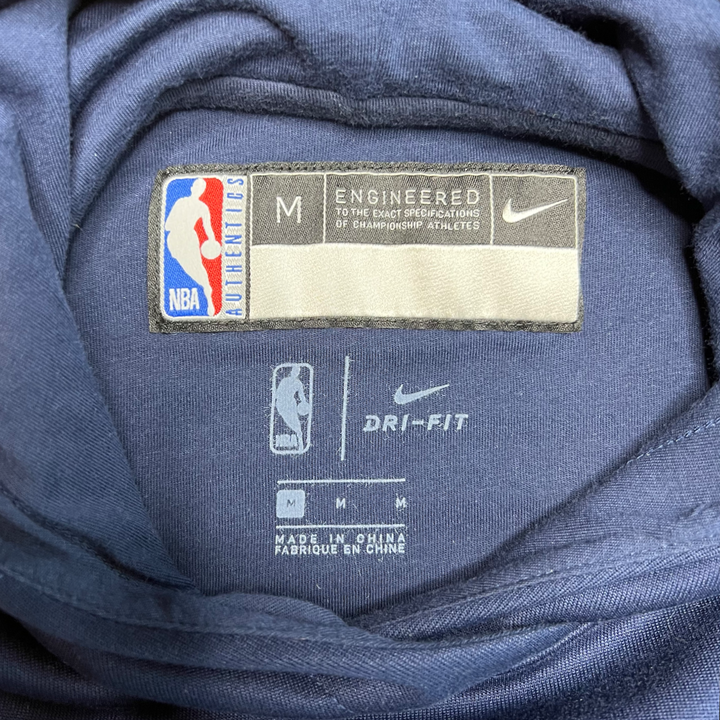 NBA
AUTHENTICS
M
ENGINEERED
TO THE EXACT SPECIFICATIONS
OF CHAMPIONSHIP ATHLETES
NBA
DRI-FIT
M M M
MADE IN CHINA
FABRIQUE EN CHINE